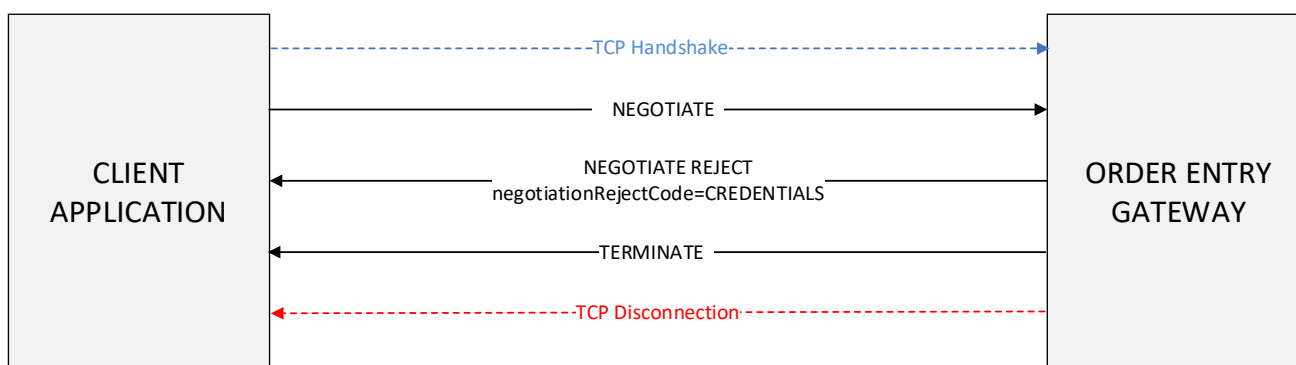 TCP Handshake
NEGOTIATE
NEGOTIATE REJECT
negotiationRejectCode=CREDENTIALS
CLIENT
APPLICATION
ORDER ENTRY
GATEWAY
TERMINATE
TCP Disconnection